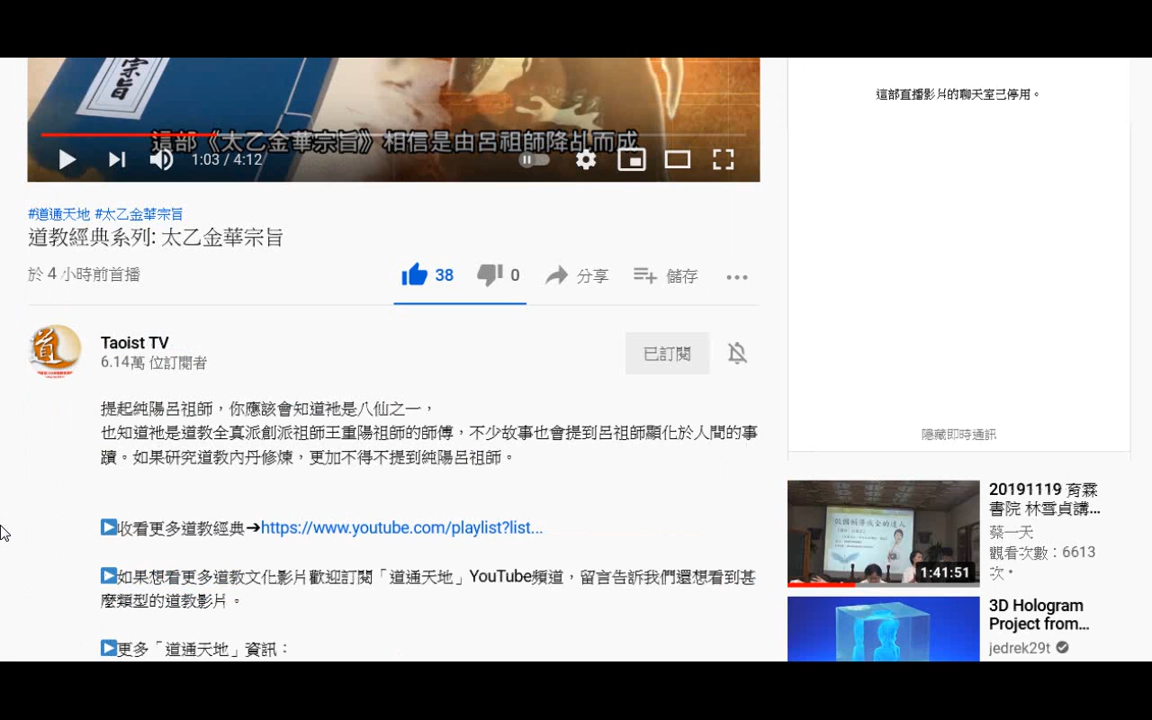 宗旨
這部《太乙金華宗旨》相信是由呂祖師降乩而成
1:03 / 4:12
#道通天地 #太乙金華宗旨
道教經典系列: 太乙金華宗旨
於 4 小時前首播
38
0
分享
儲存
道
Taoist TV
6.14萬 位訂閱者
已訂閱
提起純陽呂祖師，你應該會知道祂是八仙之一，
也知道祂是道教全真派創派祖師王重陽祖師的師傅，不少故事也會提到呂祖師顯化於人間的事
蹟。如果研究道教內丹修煉，更加不得不提到純陽呂祖師。
▶收看更多道教經典➔https://www.youtube.com/playlist?list...
▶如果想看更多道教文化影片歡迎訂閱「道通天地」YouTube頻道，留言告訴我們還想看到甚
麼類型的道教影片。
▶更多「道通天地」資訊：
這部直播影片的聊天室已停用。
隱藏即時通訊
1:41:51
20191119 育霖
書院 林雪貞講...
蔡一天
觀看次數：6613
次·
3D Hologram
Project from...
jedrek29t